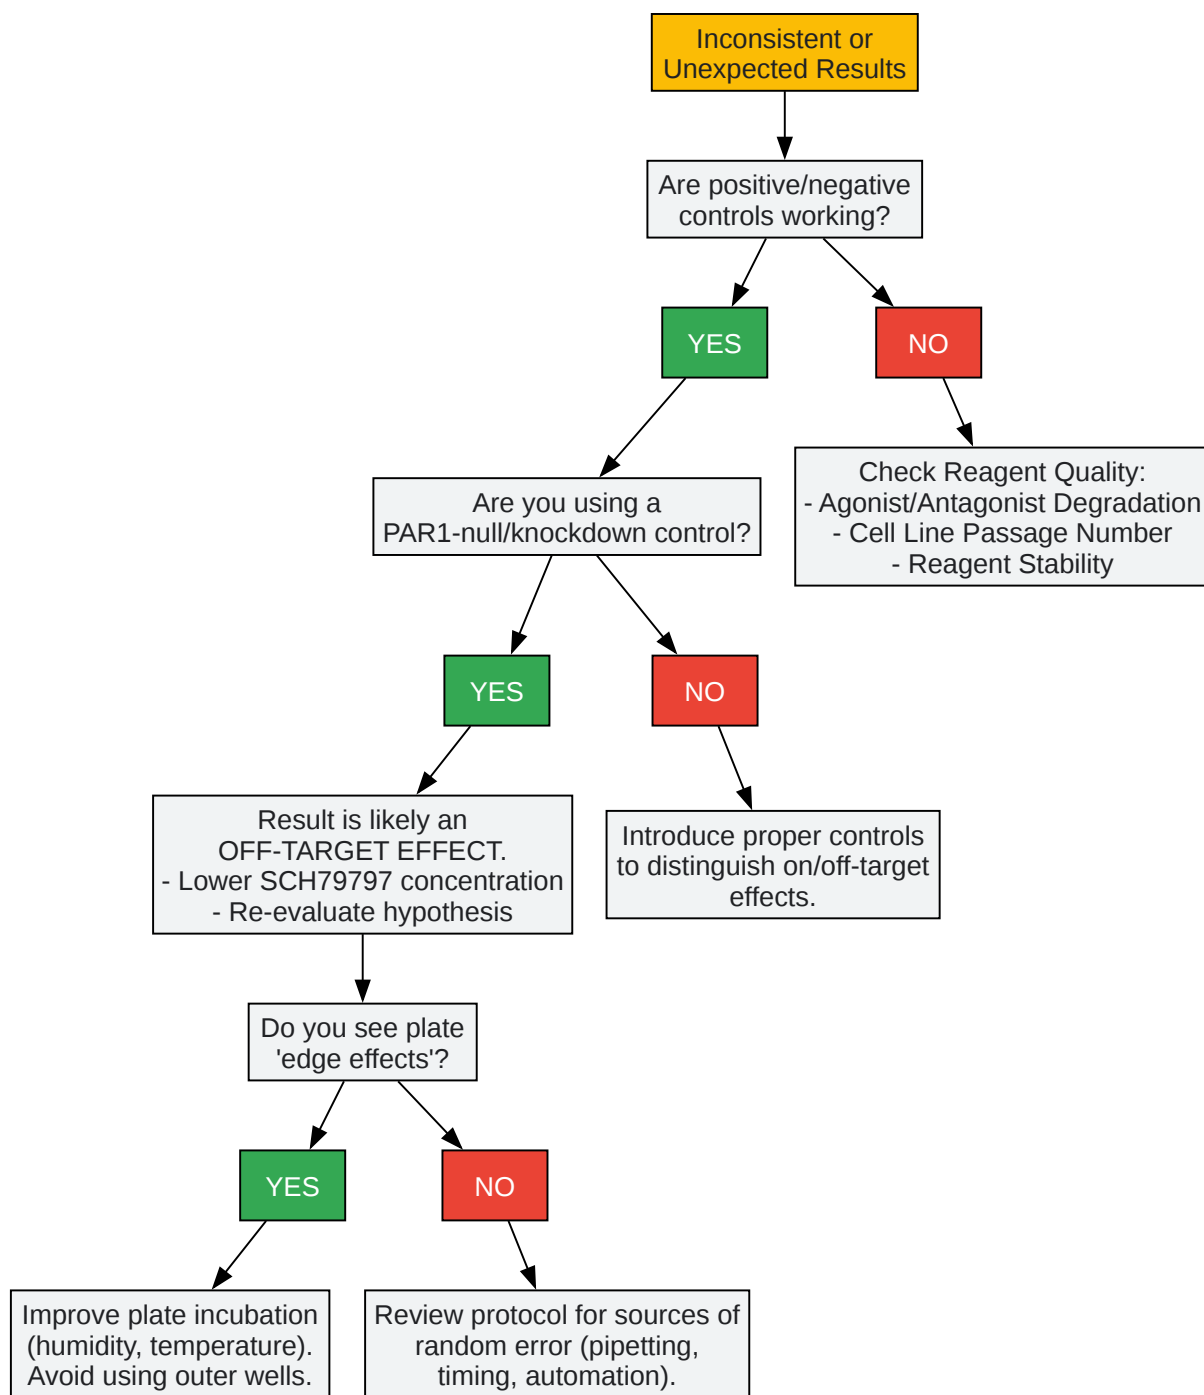 Inconsistent or
Unexpected Results
Are positive/negative
controls working?
YES
NO
Check Reagent Quality:
- Agonist/Antagonist Degradation
- Cell Line Passage Number
- Reagent Stability
Are you using a
PAR1-null/knockdown control?
YES
NO
Result is likely an
OFF-TARGET EFFECT.
- Lower SCH79797 concentration
- Re-evaluate hypothesis
Introduce proper controls
to distinguish on/off-target
effects.
Do you see plate
'edge effects'?
YES
NO
Improve plate incubation
(humidity, temperature).
Avoid using outer wells.
Review protocol for sources of
random error (pipetting,
timing, automation).